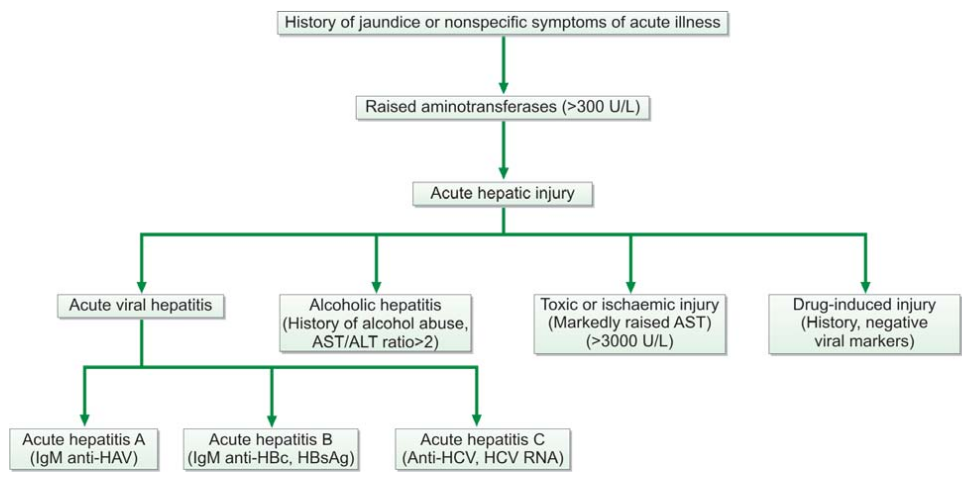 History of jaundice or nonspecific symptoms of acute illness
Raised aminotransferases (>300 U/L)
Acute hepatic injury
Acute viral hepatitis
Alcoholic hepatitis
(History of alcohol abuse,
AST/ALT ratio>2)
Toxic or ischaemic injury
(Markedly raised AST)
(>3000 U/L)
Drug-induced injury
(History, negative
viral markers)
Acute hepatitis A
(IgM anti-HAV)
Acute hepatitis B
(IgM anti-HBc, HBsAg)
Acute hepatitis C
(Anti-HCV, HCV RNA)